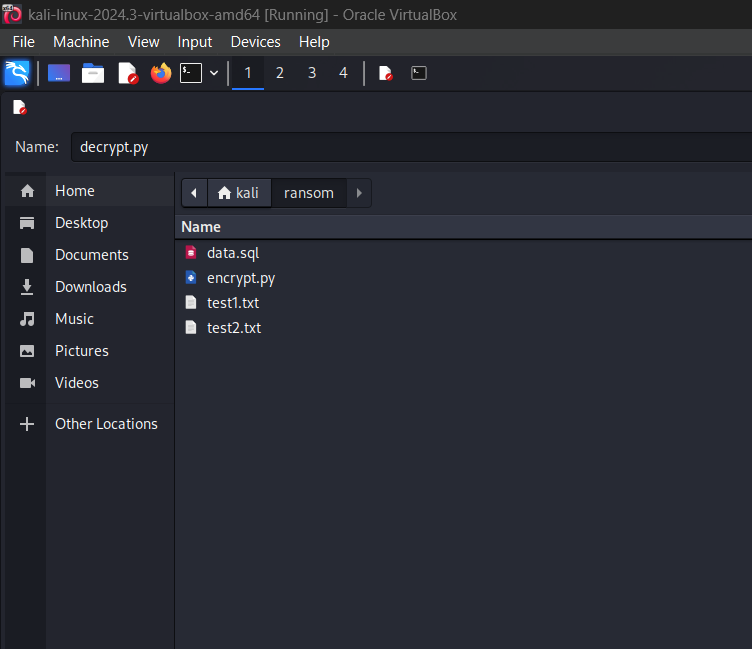 kali-linux-2024.3-virtualbox-amd64 [Running] - Oracle VirtualBox
File Machine View Input Devices Help
1 2 3 4
Name: decrypt.py
Home
Desktop
Documents
Downloads
Music
Pictures
Videos
Other Locations
kali ransom
Name
data.sql
encrypt.py
test1.txt
test2.txt